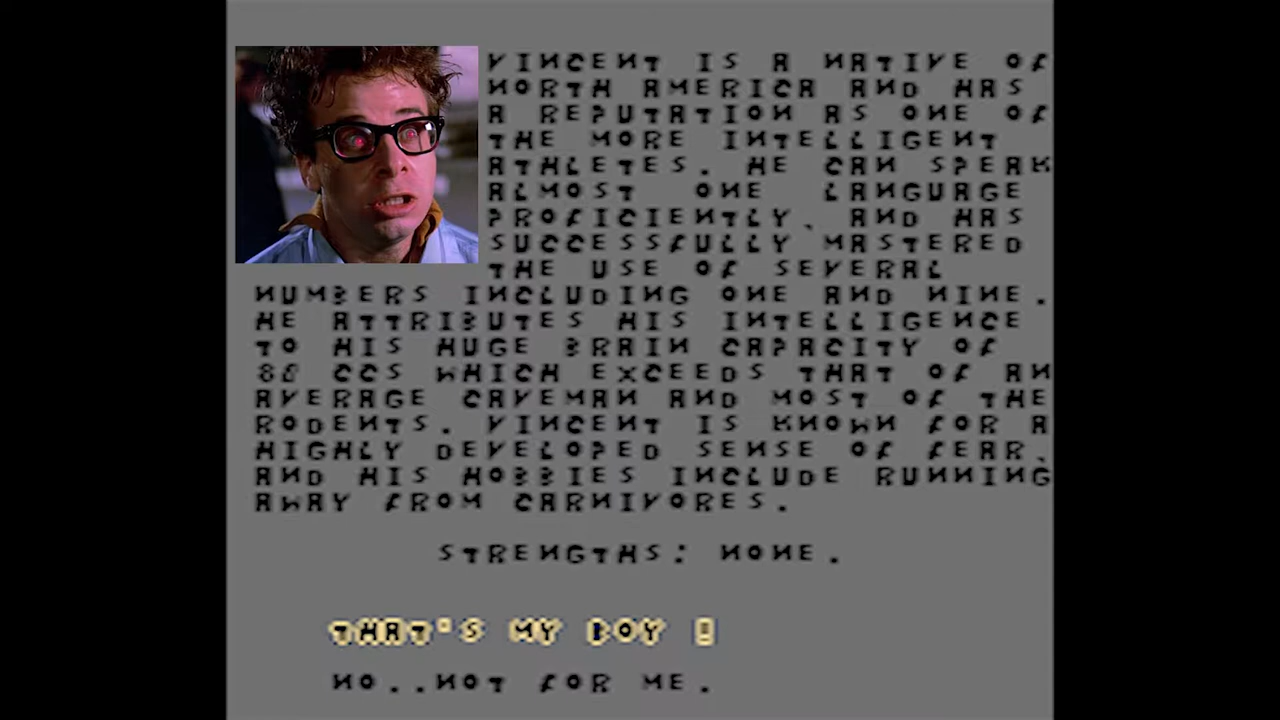 VINCENT IS A NATIVE OF
NORTH AMERICA AND HAS
A REPUTATION AS ONE OF
THE MORE INTELLIGENT
ATHLETES. HE CAN SPEAK
ALMOST ONE LANGUAGE
PROFICIENTLY, AND HAS
SUCCESSFULLY MASTERED
THE USE OF SEVERAL
NUMBERS INCLUDING ONE AND NINE.
HE ATTRIBUTES HIS INTELLIGENCE
TO HIS HUGE BRAIN CAPACITY OF
CCS WHICH EXCEEDS THAT OF AN
AVERAGE CAVEMAN AND MOST OF THE
RODENTS. VINCENT IS KNOWN FOR A
HIGHLY DEVELOPED SENSE OF FEAR,
AND HIS HOBBIES INCLUDE RUNNING
AWAY FROM CARNIVORES.
STRENGTHS: NONE.
THAT'S MY BOY !
NO..NOT FOR ME.